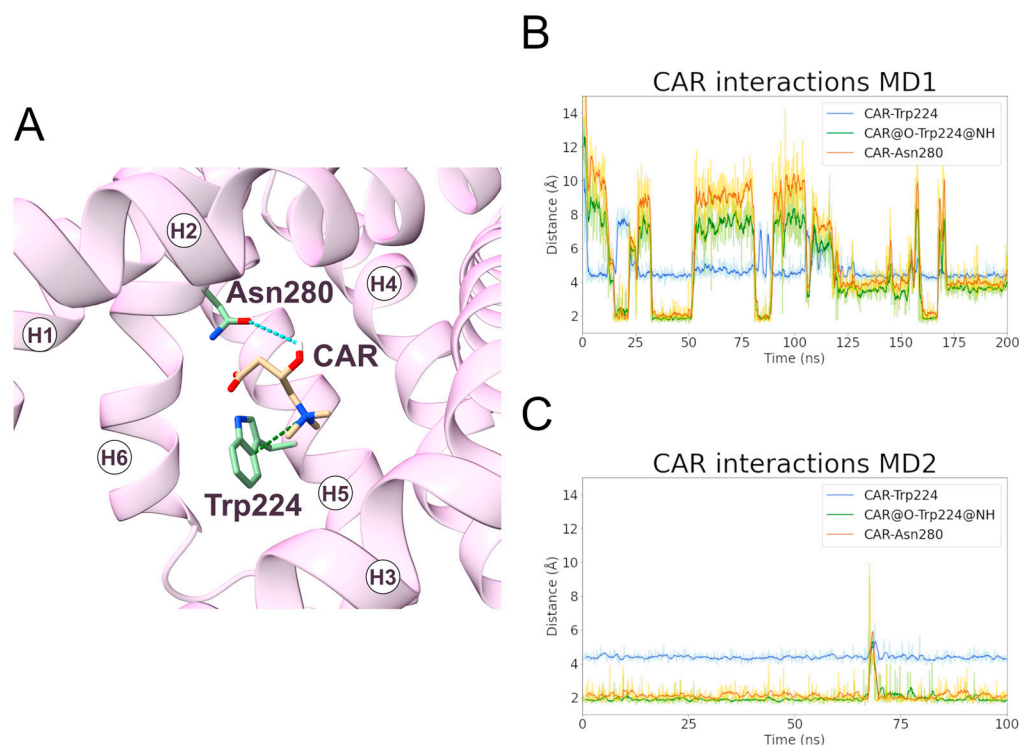 A
H2
Asn280
H4
H1
CAR
H6
Trp224
H5
H3
B
CAR interactions MD1
CAR-Trp224
CAR@O-Trp224@NH
CAR-Asn280
Distance (Å)
14
12
10
8
6
4
2
0 25 50 75 100 125 150 175 200
Time (ns)
C
CAR interactions MD2
CAR-Trp224
CAR@O-Trp224@NH
CAR-Asn280
Distance (Å)
14
12
10
8
6
4
2
0 25 50 75 100
Time (ns)